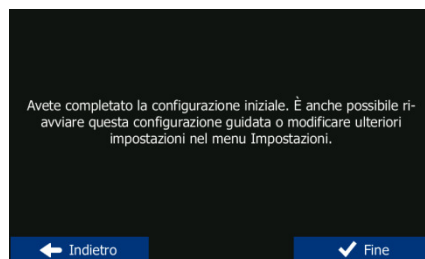 Avete completato la configurazione iniziale. È anche possibile ri-
avviare questa configurazione guidata o modificare ulteriori
impostazioni nel menu Impostazioni.
Indietro
Fine